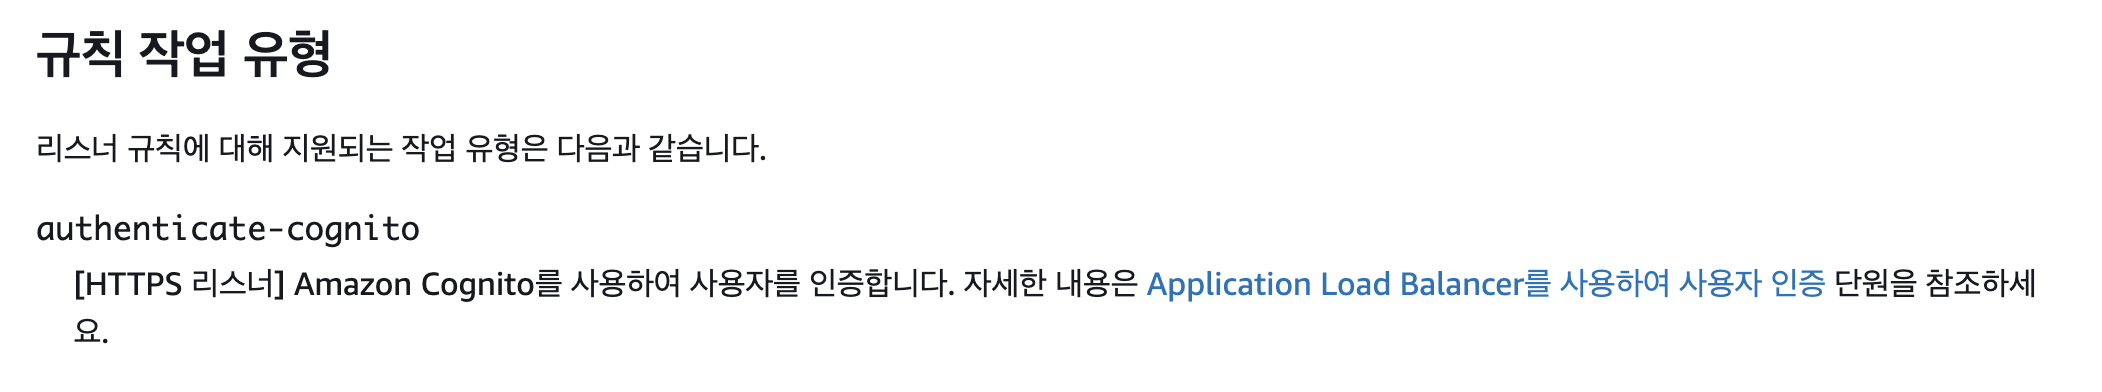 규칙 작업 유형
리스너 규칙에 대해 지원되는 작업 유형은 다음과 같습니다.
authenticate-cognito
[HTTPS 리스너] Amazon Cognito를 사용하여 사용자를 인증합니다. 자세한 내용은 Application Load Balancer를 사용하여 사용자 인증 단원을 참조하세
요.